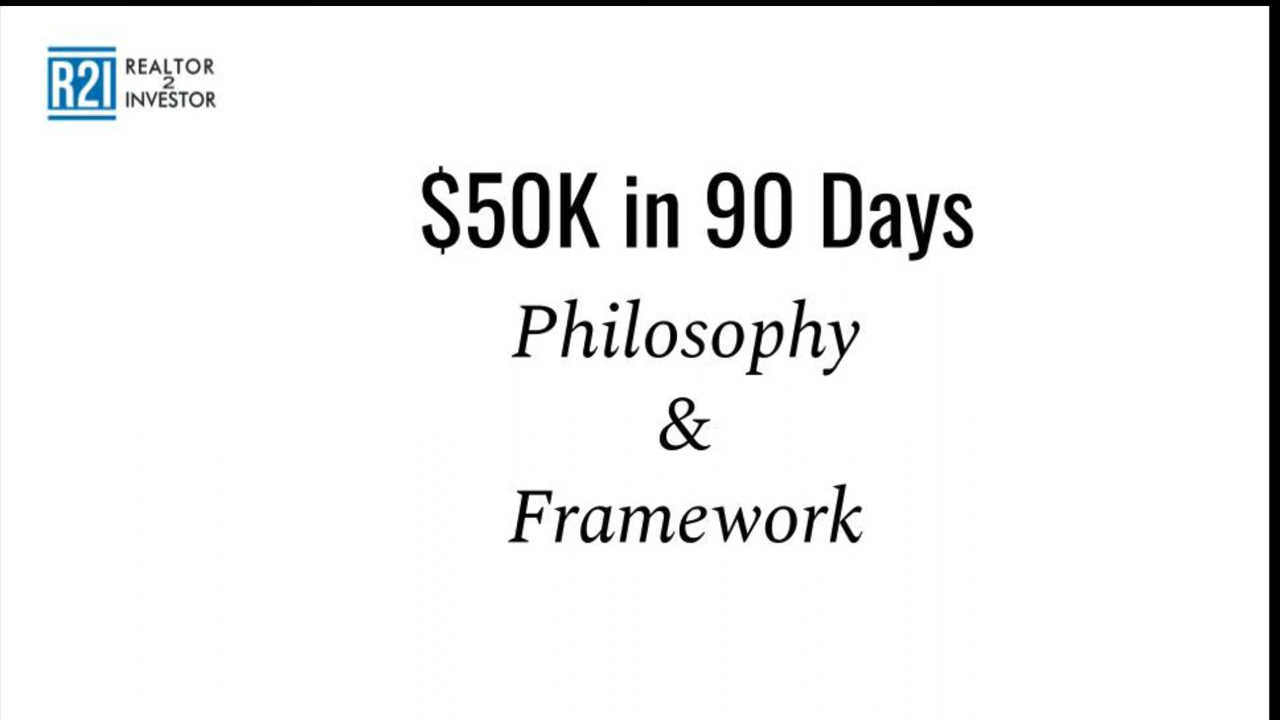 R2I
REALTOR
2
INVESTOR
$50K in 90 Days
Philosophy
&
Framework